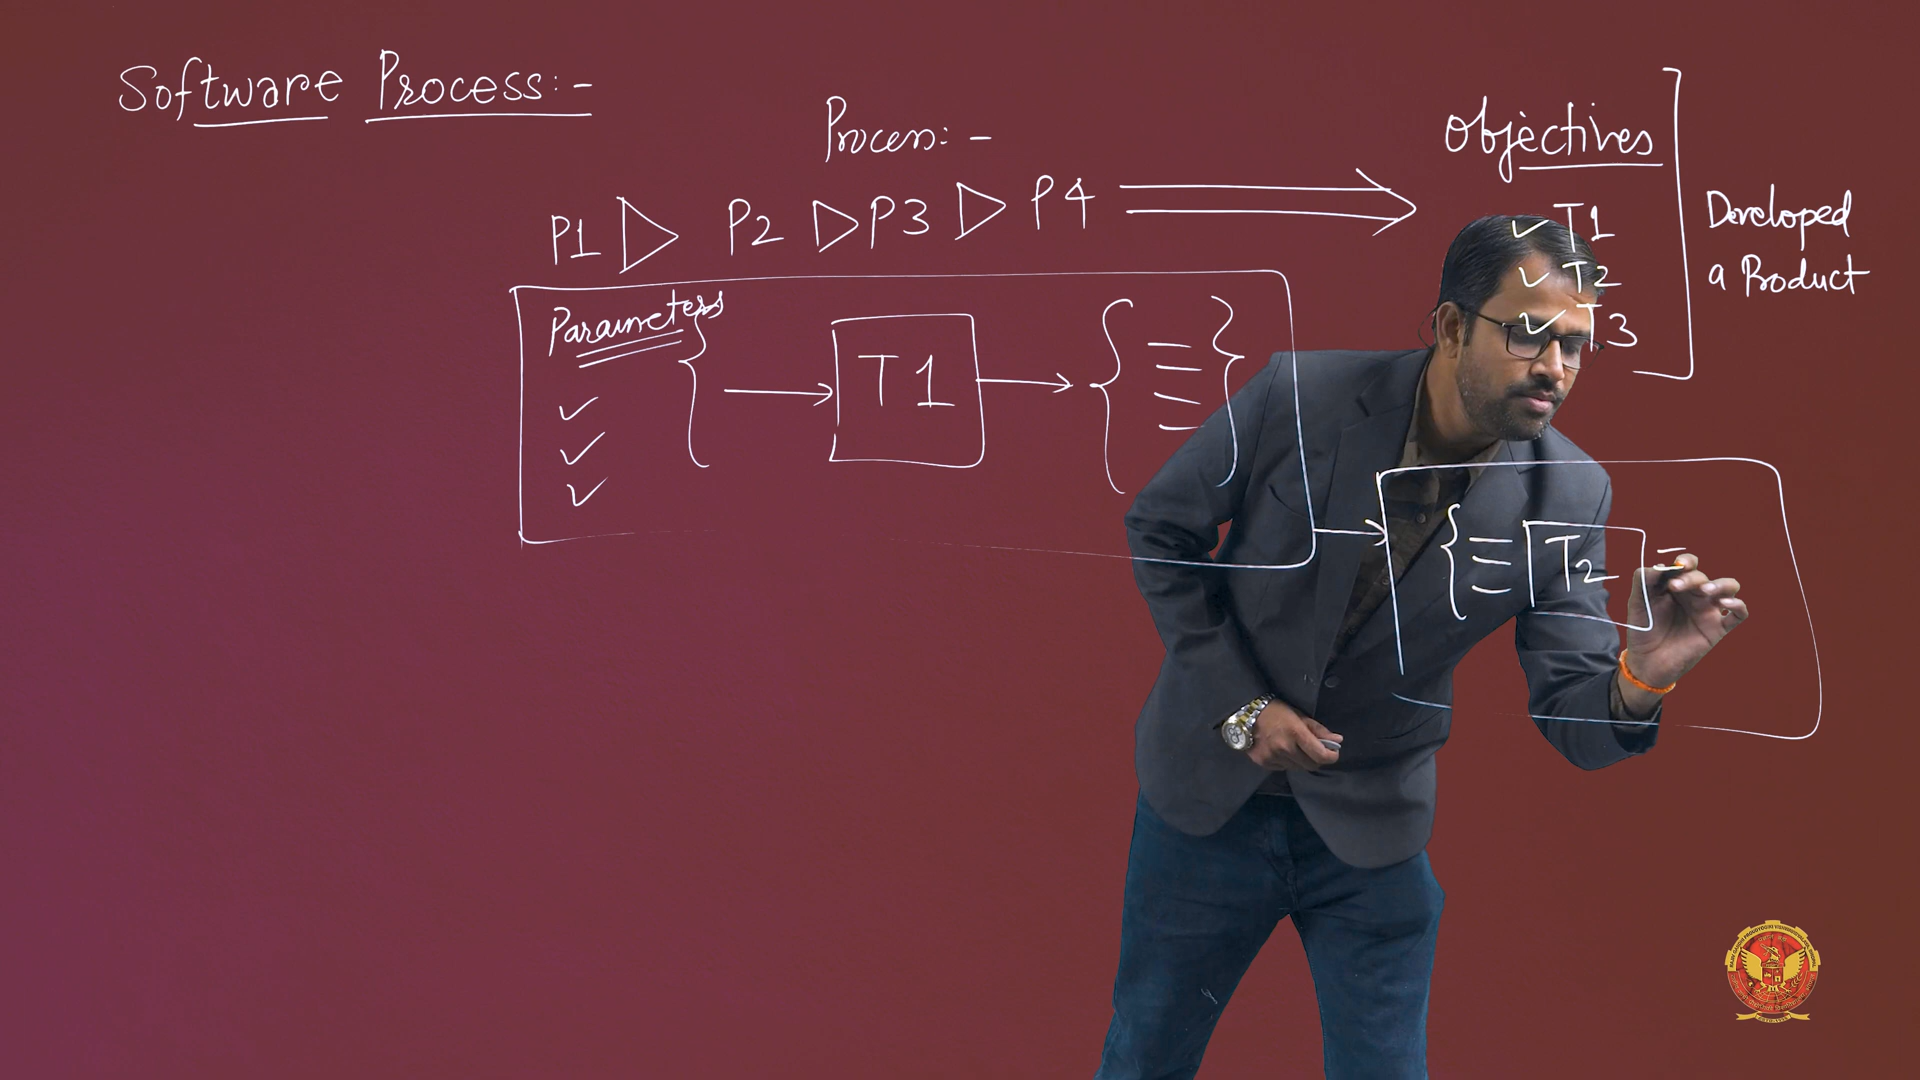 Software Process:-
Process:-
P1 ▷ P2 ▷ P3 ▷ P4
Objectives
✓ T1
✓ T2
✓ T3
Developed
a Product
Parameters
T1
T2